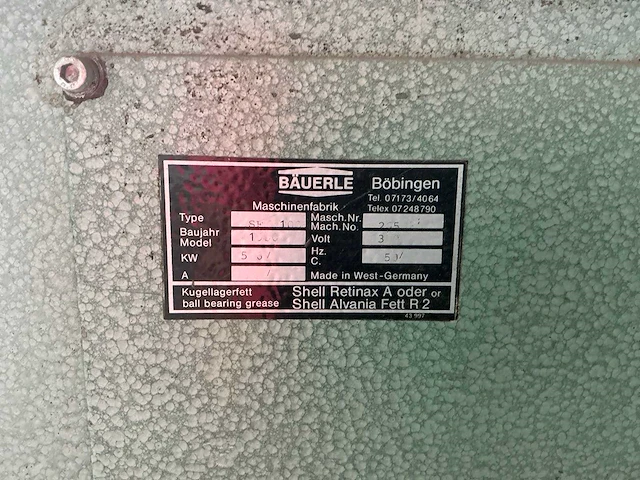 BÄUERLE Böbingen
Maschinenfabrik Tel. 07173/4064
Telex 07248790
Type Masch.Nr.
Mach.No.
Baujahr
Model Volt
KW Hz.
C.
A Made in West-Germany
Kugellagerfett Shell Retinax A oder or
ball bearing grease Shell Alvania Fett R 2
43 997